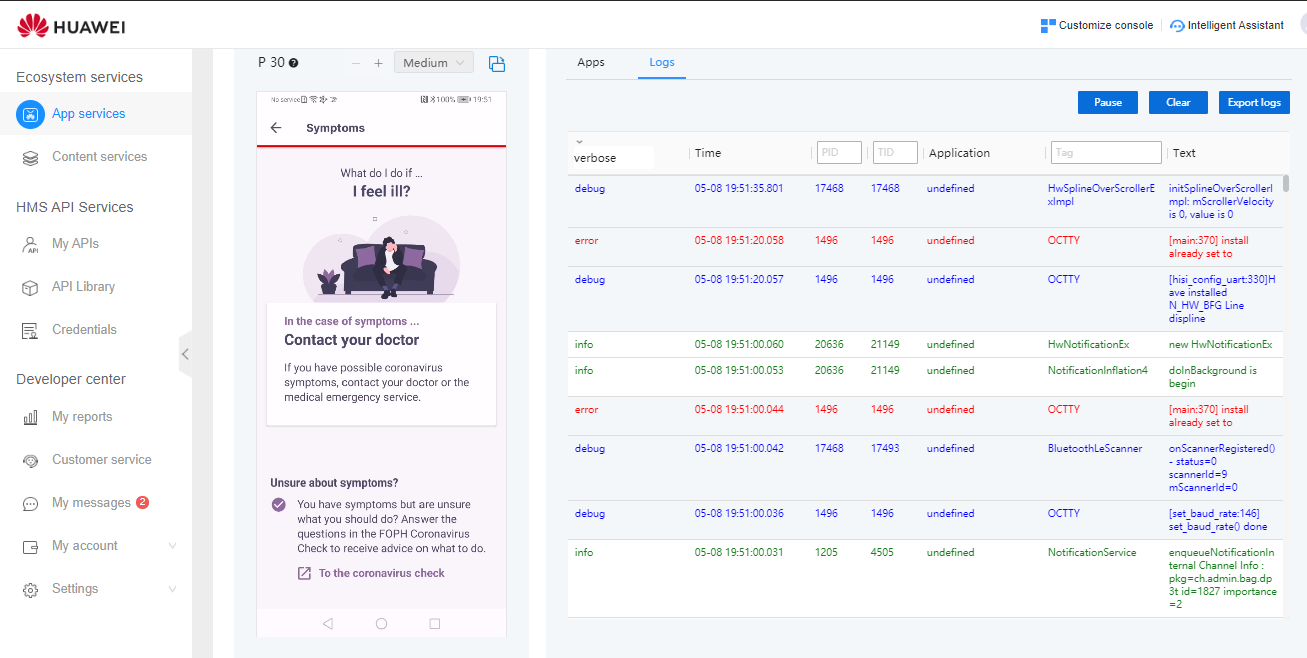 HUAWEI
Customize console
Intelligent Assistant
Ecosystem services
App services
Content services
HMS API Services
My APIs
API Library
Credentials
Developer center
My reports
Customer service
My messages 2
My account
Settings
P 30
Medium
No service
100% 19:51
Symptoms
What do I do if ...
I feel ill?
In the case of symptoms ...
Contact your doctor
If you have possible coronavirus
symptoms, contact your doctor or the
medical emergency service.
Unsure about symptoms?
You have symptoms but are unsure
what you should do? Answer the
questions in the FOPH Coronavirus
Check to receive advice on what to do.
To the coronavirus check
Apps Logs
Pause Clear Export logs
verbose Time PID TID Application Tag Text
debug 05-08 19:51:35.801 17468 17468 undefined HwSplineOverScrollerE initSplineOverScrollerI
xImpl mpl: mScrollerVelocity
is 0, value is 0
error 05-08 19:51:20.058 1496 1496 undefined OCTTY [main:370] install
already set to
debug 05-08 19:51:20.057 1496 1496 undefined OCTTY [hisi_config_uart:330]H
ave installed
N_HW_BFG Line
displine
info 05-08 19:51:00.060 20636 21149 undefined HwNotificationEx new HwNotificationEx
info 05-08 19:51:00.053 20636 21149 undefined NotificationInflation4 doInBackground is
begin
error 05-08 19:51:00.044 1496 1496 undefined OCTTY [main:370] install
already set to
debug 05-08 19:51:00.042 17468 17493 undefined BluetoothLeScanner onScannerRegistered()
- status=0
scannerId=9
mScannerId=0
debug 05-08 19:51:00.036 1496 1496 undefined OCTTY [set_baud_rate:146]
set_baud_rate() done
info 05-08 19:51:00.031 1205 4505 undefined NotificationService enqueueNotificationIn
ternal Channel Info :
pkg=ch.admin.bag.dp
3t id=1827 importance
=2